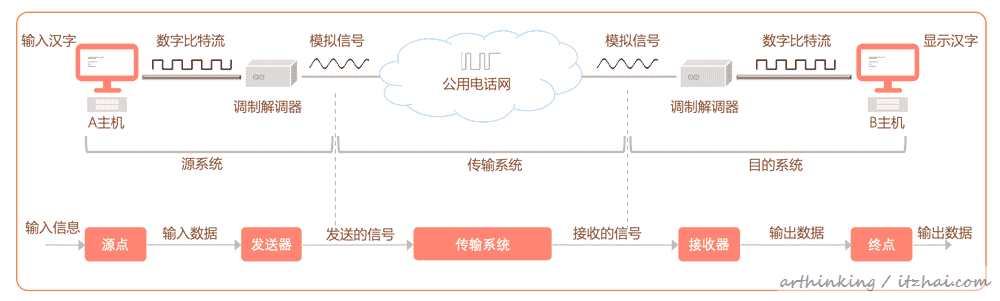 输入汉字
数字比特流
模拟信号
模拟信号
数字比特流
显示汉字
公用电话网
调制解调器
调制解调器
A主机
B主机
源系统
传输系统
目的系统
输入信息
源点
输入数据
发送器
发送的信号
传输系统
接收的信号
接收器
输出数据
终点
输出数据
arthinking / itzhai.com